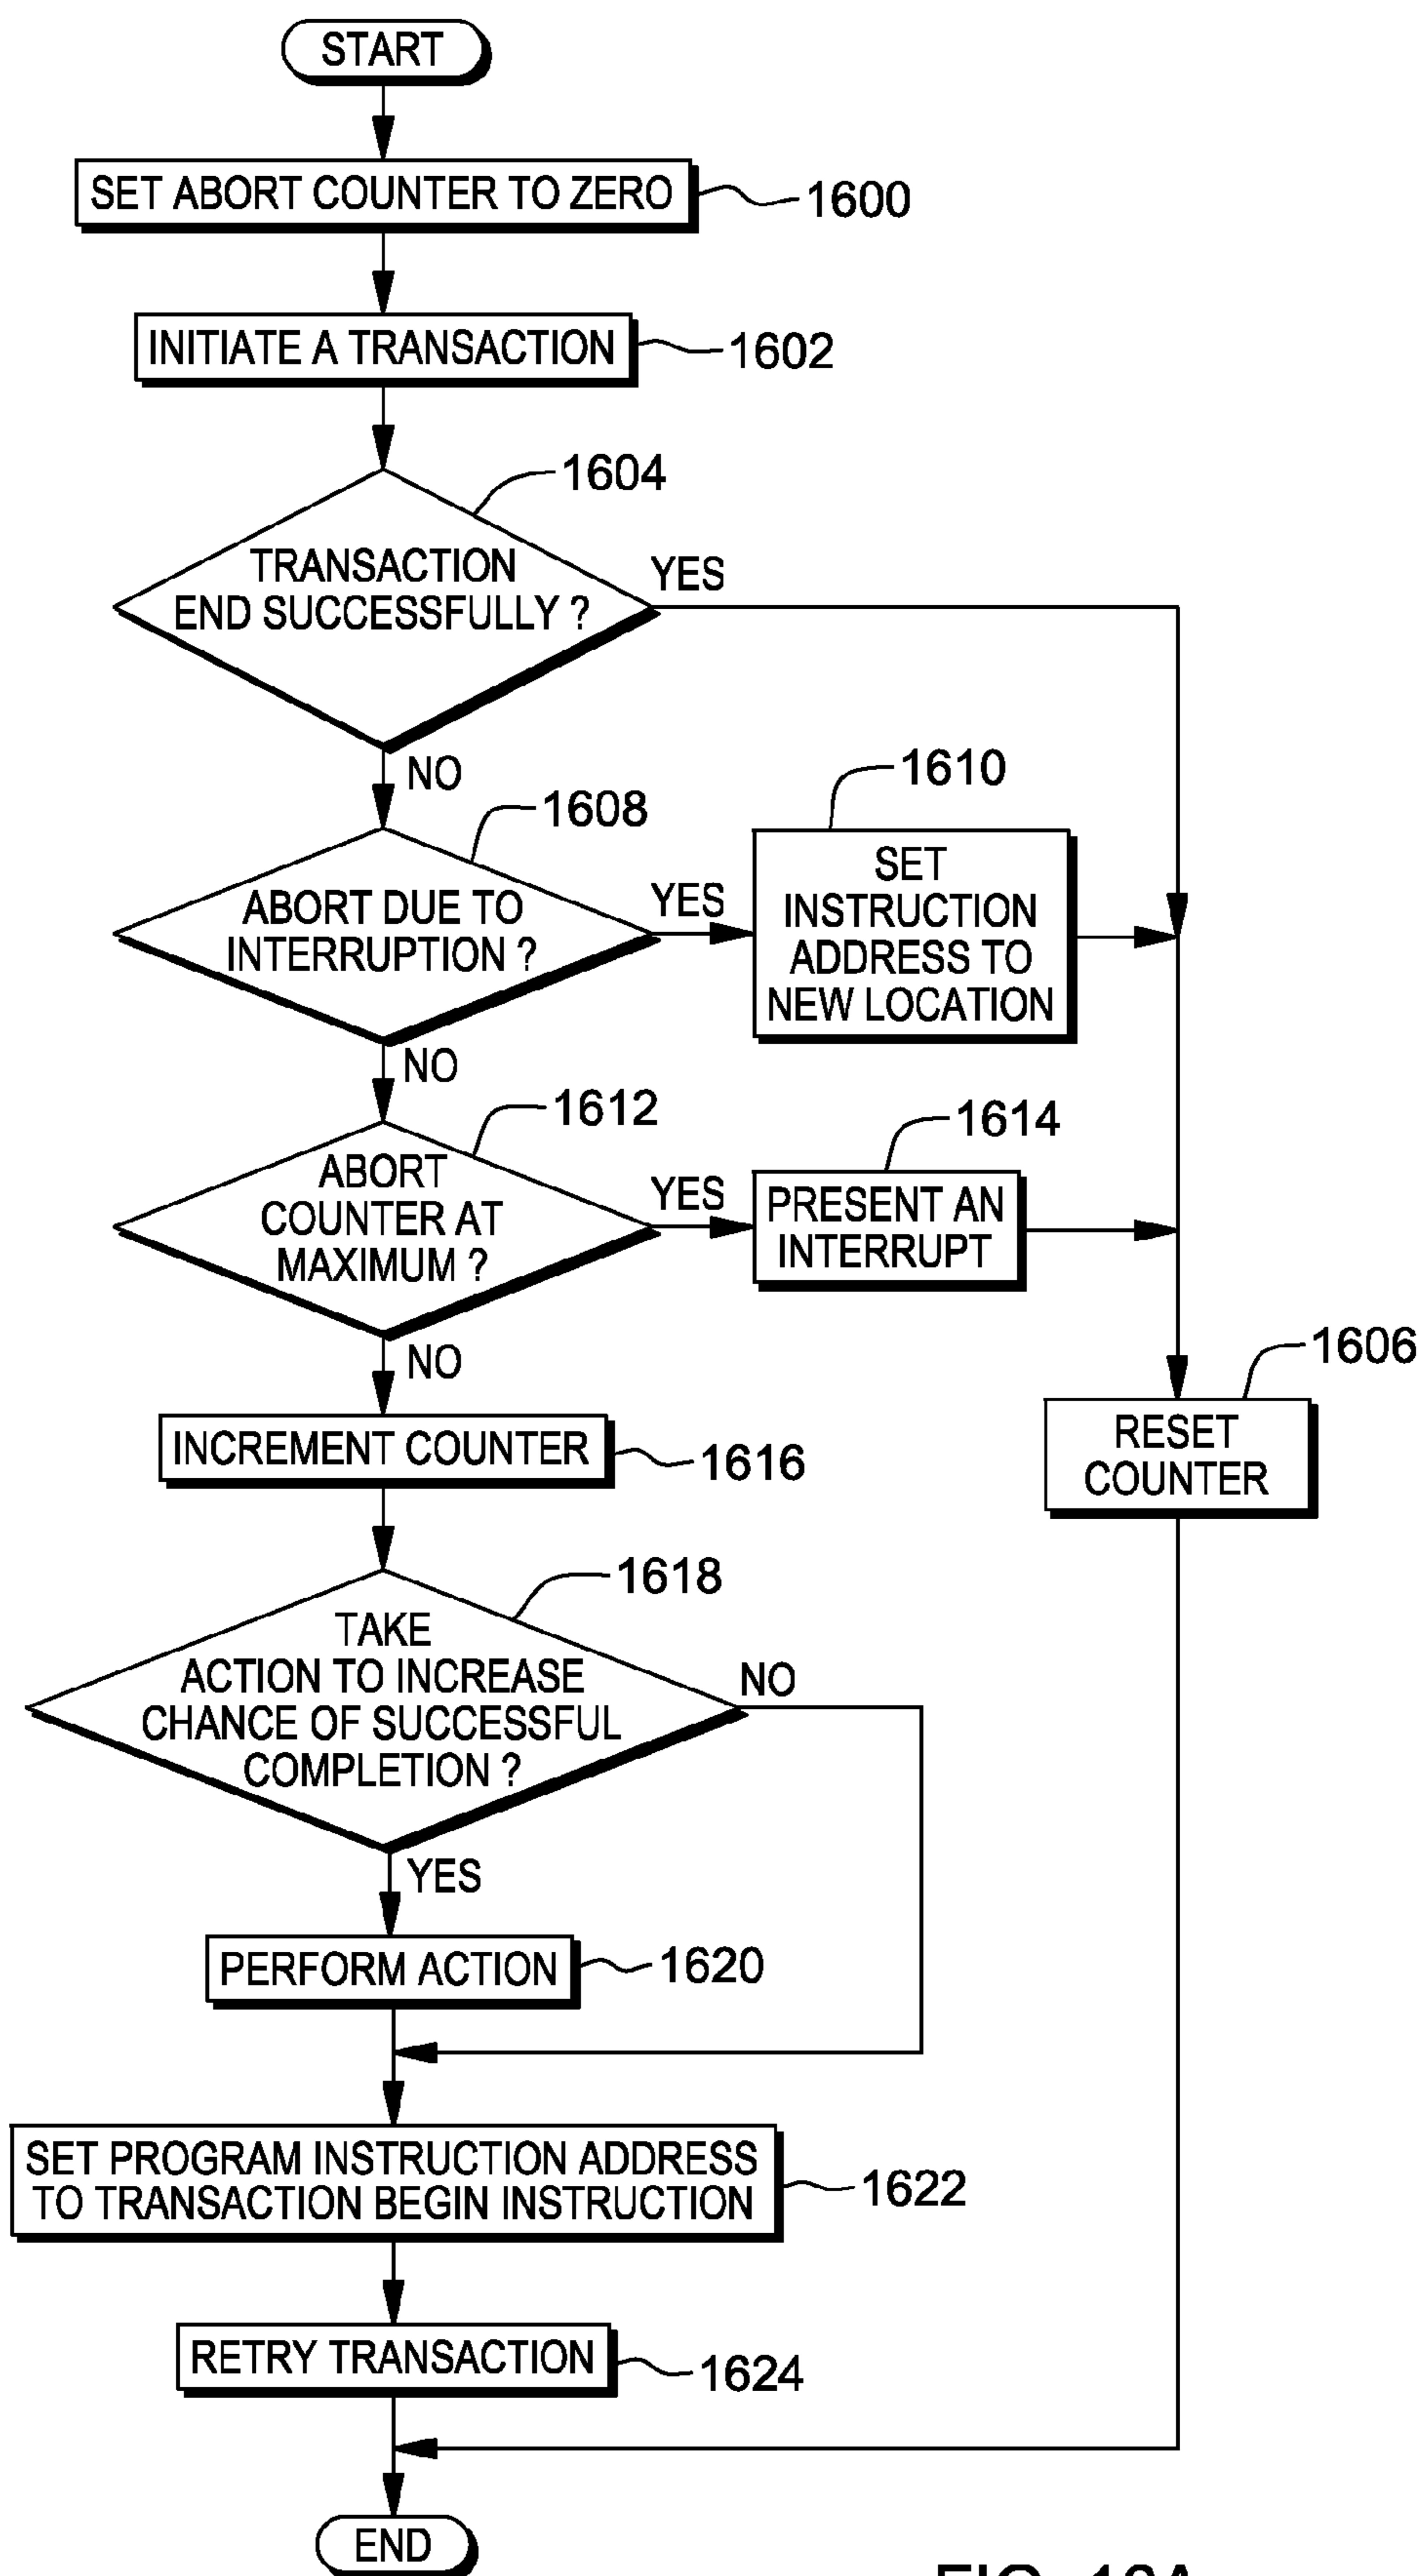 START
SET ABORT COUNTER TO ZERO
1600
INITIATE A TRANSACTION
1602
1604
TRANSACTION
END SUCCESSFULLY ?
YES
NO
1608
ABORT DUE TO
INTERRUPTION ?
YES
1610
SET
INSTRUCTION
ADDRESS TO
NEW LOCATION
NO
1612
ABORT
COUNTER AT
MAXIMUM ?
YES
1614
PRESENT AN
INTERRUPT
NO
1606
RESET
COUNTER
INCREMENT COUNTER
1616
1618
TAKE
ACTION TO INCREASE
CHANCE OF SUCCESSFUL
COMPLETION ?
NO
YES
PERFORM ACTION
1620
SET PROGRAM INSTRUCTION ADDRESS
TO TRANSACTION BEGIN INSTRUCTION
1622
RETRY TRANSACTION
1624
END